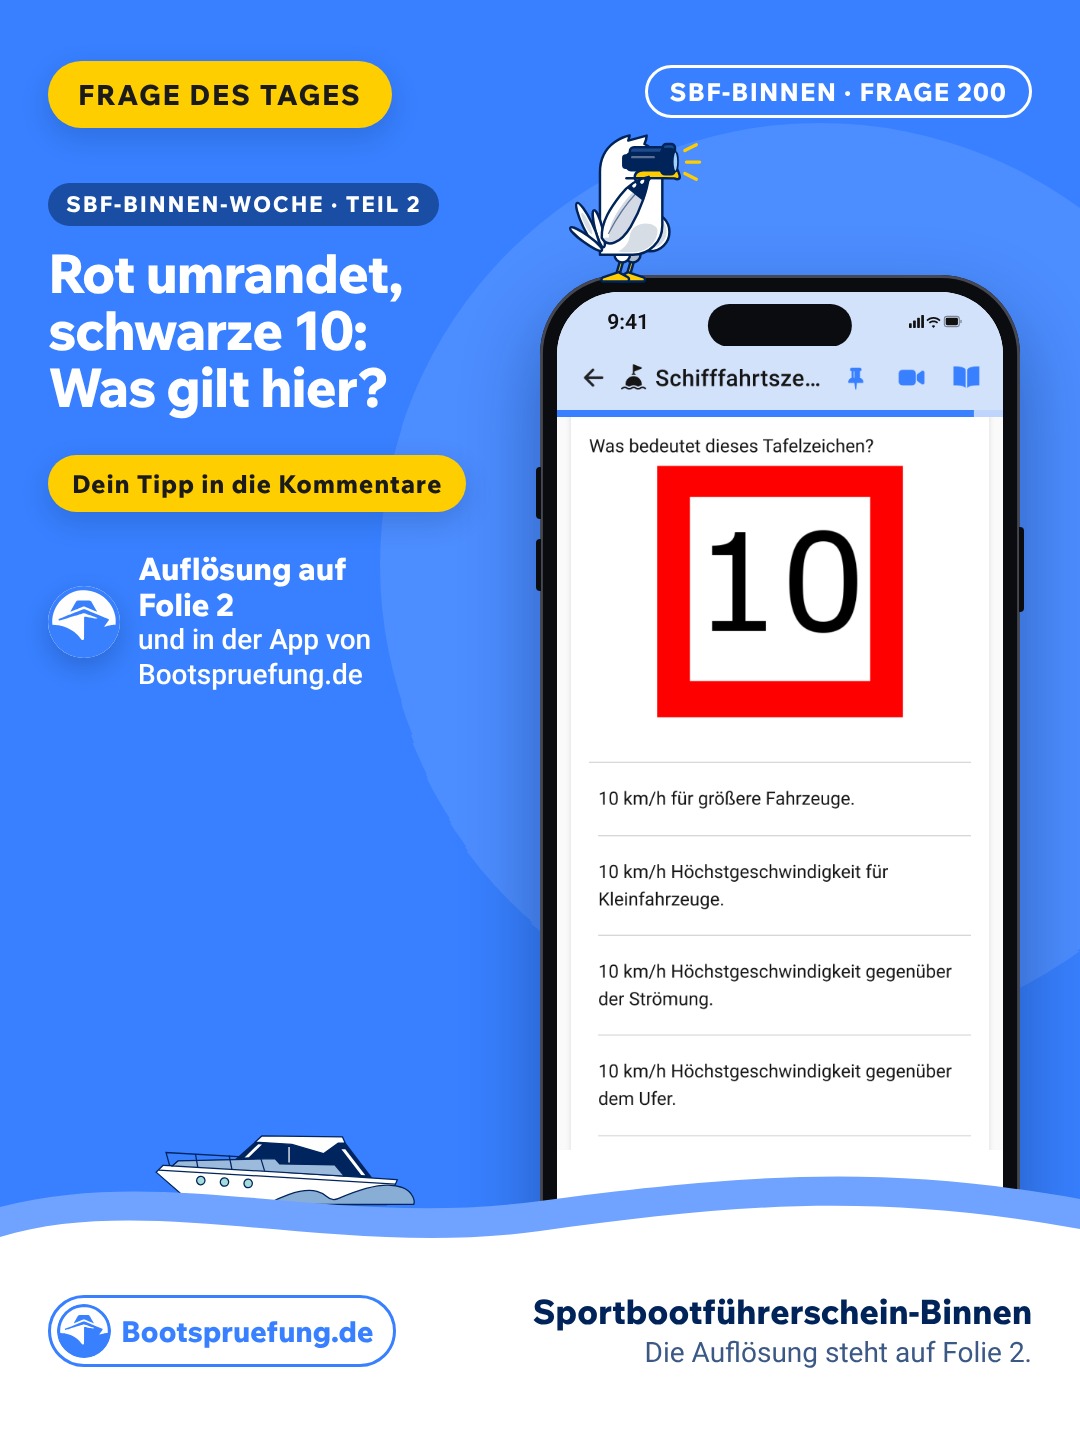 FRAGE DES TAGES
SBF-BINNEN · FRAGE 200
SBF-BINNEN-WOCHE · TEIL 2
Rot umrandet,
schwarze 10:
Was gilt hier?
Dein Tipp in die Kommentare
Auflösung auf
Folie 2
und in der App von
Bootspruefung.de
9:41
Schifffahrtsze...
Was bedeutet dieses Tafelzeichen?
10
10 km/h für größere Fahrzeuge.
10 km/h Höchstgeschwindigkeit für
Kleinfahrzeuge.
10 km/h Höchstgeschwindigkeit gegenüber
der Strömung.
10 km/h Höchstgeschwindigkeit gegenüber
dem Ufer.
Bootspruefung.de
Sportbootführerschein-Binnen
Die Auflösung steht auf Folie 2.